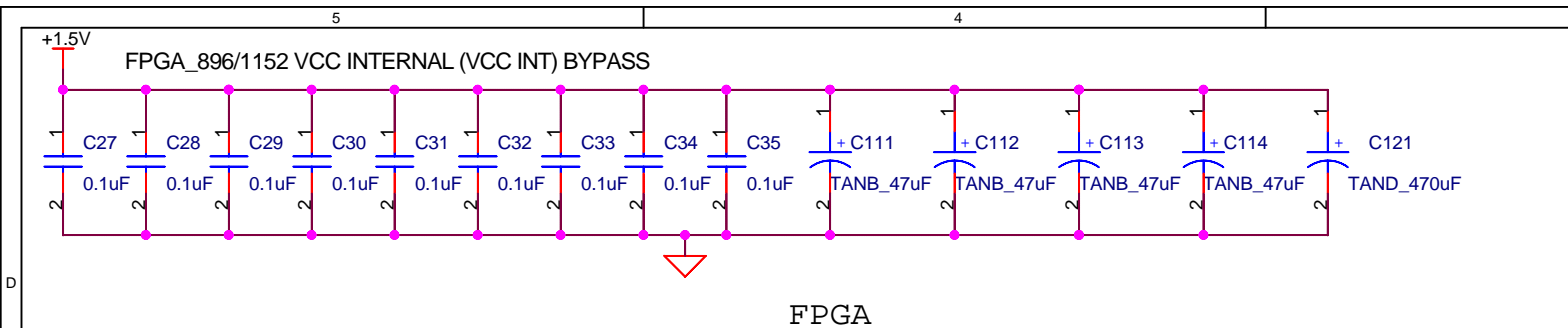 5 4
+1.5V
FPGA_896/1152 VCC INTERNAL (VCC INT) BYPASS
1 1 1 1 1 1 1 1 1 1 1 1 1 1
C27 C28 C29 C30 C31 C32 C33 C34 C35 + C111 + C112 + C113 + C114 + C121
0.1uF 0.1uF 0.1uF 0.1uF 0.1uF 0.1uF 0.1uF 0.1uF 0.1uF TANB_47uF TANB_47uF TANB_47uF TANB_47uF TAND_470uF
2 2 2 2 2 2 2 2 2 2 2 2 2 2
D
FPGA